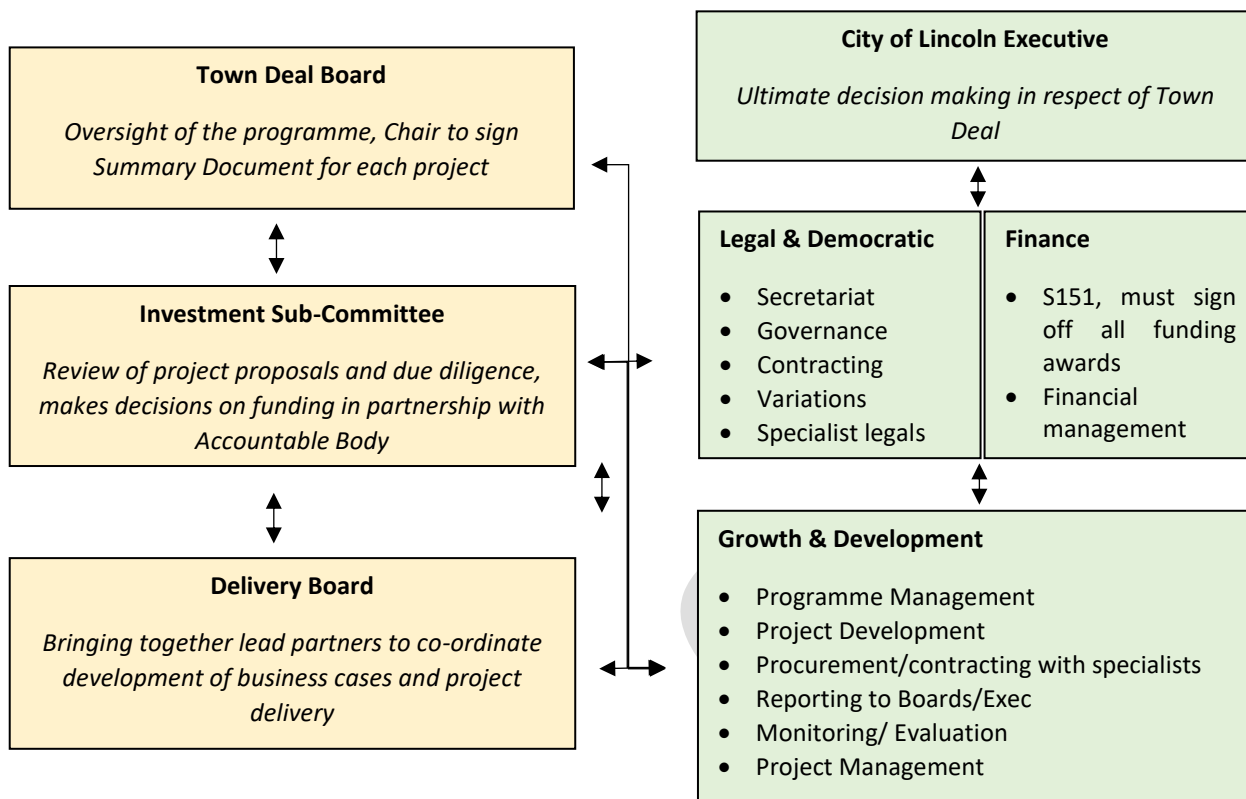 Town Deal Board
Oversight of the programme, Chair to sign
Summary Document for each project
Investment Sub-Committee
Review of project proposals and due diligence,
makes decisions on funding in partnership with
Accountable Body
Delivery Board
Bringing together lead partners to co-ordinate
development of business cases and project
delivery
City of Lincoln Executive
Ultimate decision making in respect of Town
Deal
Legal & Democratic
• Secretariat
• Governance
• Contracting
• Variations
• Specialist legals
Finance
• S151, must sign
off all funding
awards
• Financial
management
Growth & Development
• Programme Management
• Project Development
• Procurement/contracting with specialists
• Reporting to Boards/Exec
• Monitoring/ Evaluation
• Project Management